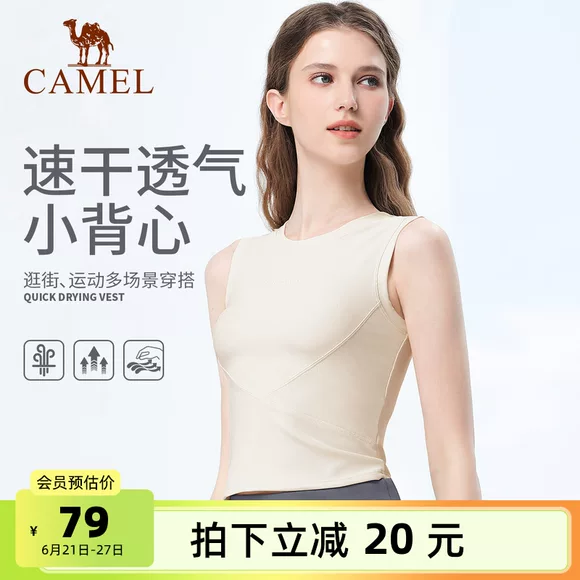 CAMEL
速干透气
小背心
逛街、运动多场景穿搭
QUICK DRYING VEST
会员预估价
¥ 79
6月21日-27日
拍下立减 20 元